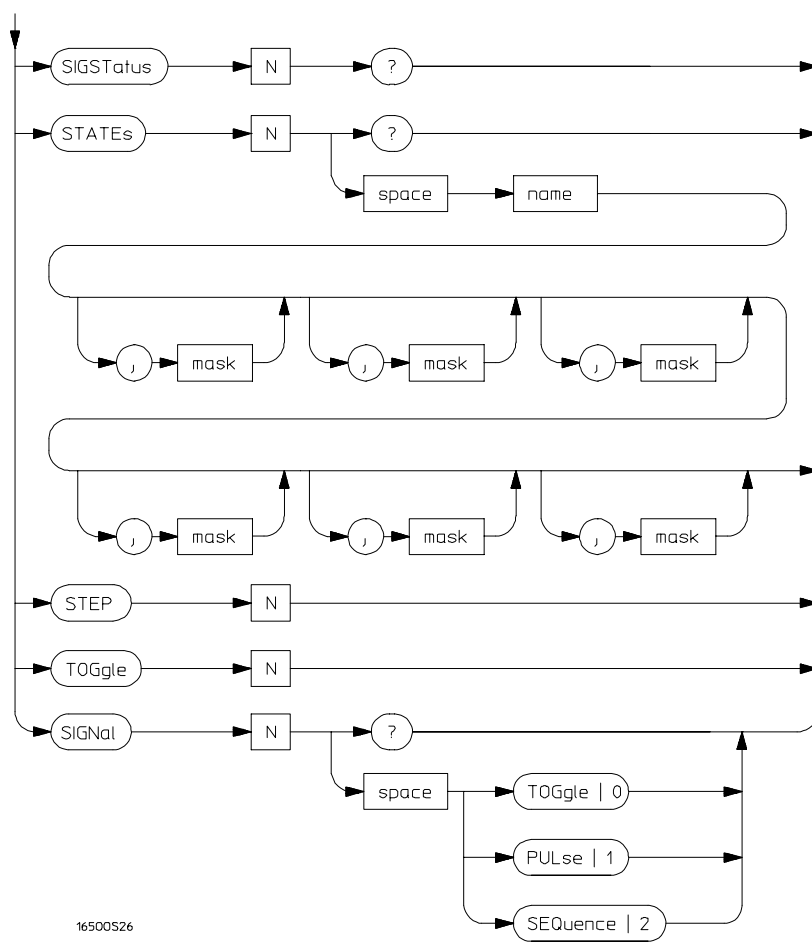 SIGSTatus N ?
STATEs N ?
space name
, mask , mask , mask
, mask , mask , mask
STEP N
TOGgle N
SIGNal N ?
space TOGgle | 0
PULse | 1
SEQuence | 2
16500S26